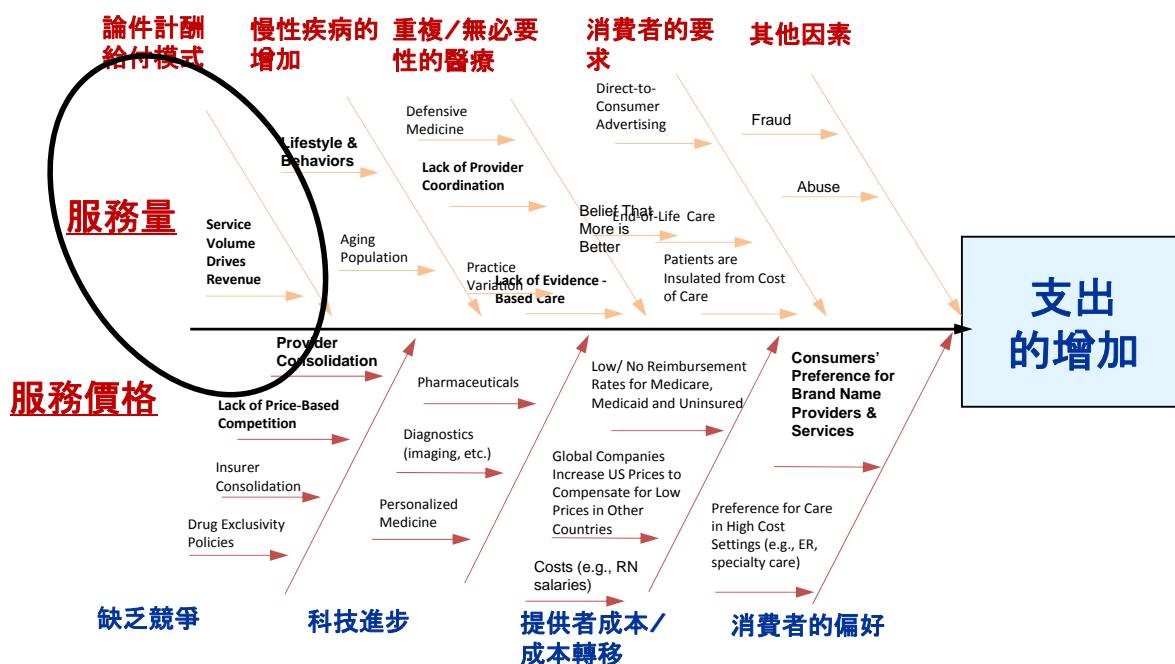 論件計酬
給付模式
慢性疾病的
增加
重複/無必要
性的醫療
消費者的要
求
其他因素
服務量
Service
Volume
Drives
Revenue
Lifestyle &
Behaviors
Aging
Population
Defensive
Medicine
Lack of Provider
Coordination
Practice
Variation
Lack of Evidence -
Based Care
Direct-to-
Consumer
Advertising
Belief That
More is
Better
End-of-Life Care
Patients are
Insulated from Cost
of Care
Fraud
Abuse
支出
的增加
服務價格
Provider
Consolidation
Lack of Price-Based
Competition
Insurer
Consolidation
Drug Exclusivity
Policies
Pharmaceuticals
Diagnostics
(imaging, etc.)
Personalized
Medicine
Low/ No Reimbursement
Rates for Medicare,
Medicaid and Uninsured
Global Companies
Increase US Prices to
Compensate for Low
Prices in Other
Countries
Costs (e.g., RN
salaries)
Consumers’
Preference for
Brand Name
Providers &
Services
Preference for Care
in High Cost
Settings (e.g., ER,
specialty care)
缺乏競爭
科技進步
提供者成本/
成本轉移
消費者的偏好